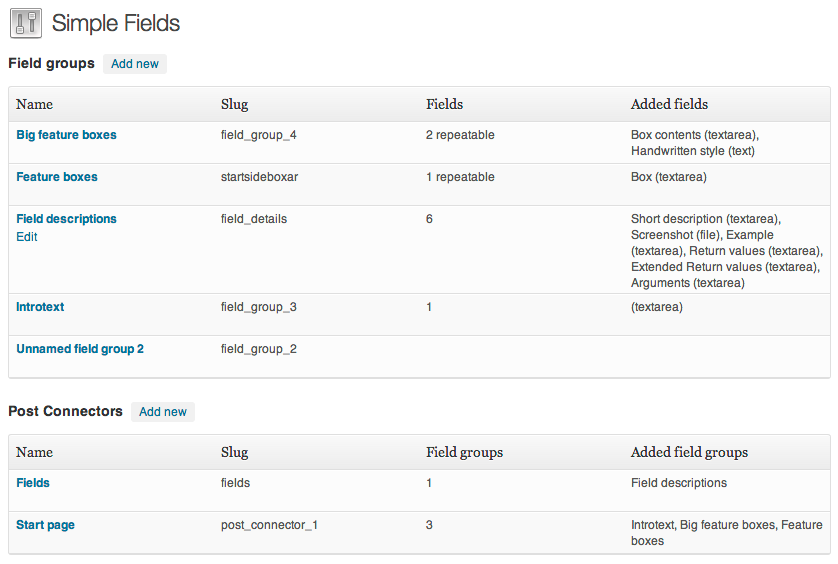 Simple Fields
Field groups Add new
Name Slug Fields Added fields
Big feature boxes field_group_4 2 repeatable Box contents (textarea),
Handwritten style (text)
Feature boxes startsideboxar 1 repeatable Box (textarea)
Field descriptions field_details 6 Short description (textarea),
Edit Screenshot (file), Example
(textarea), Return values (textarea),
Extended Return values (textarea),
Arguments (textarea)
Introtext field_group_3 1 (textarea)
Unnamed field group 2 field_group_2
Post Connectors Add new
Name Slug Field groups Added field groups
Fields fields 1 Field descriptions
Start page post_connector_1 3 Introtext, Big feature boxes, Feature
boxes